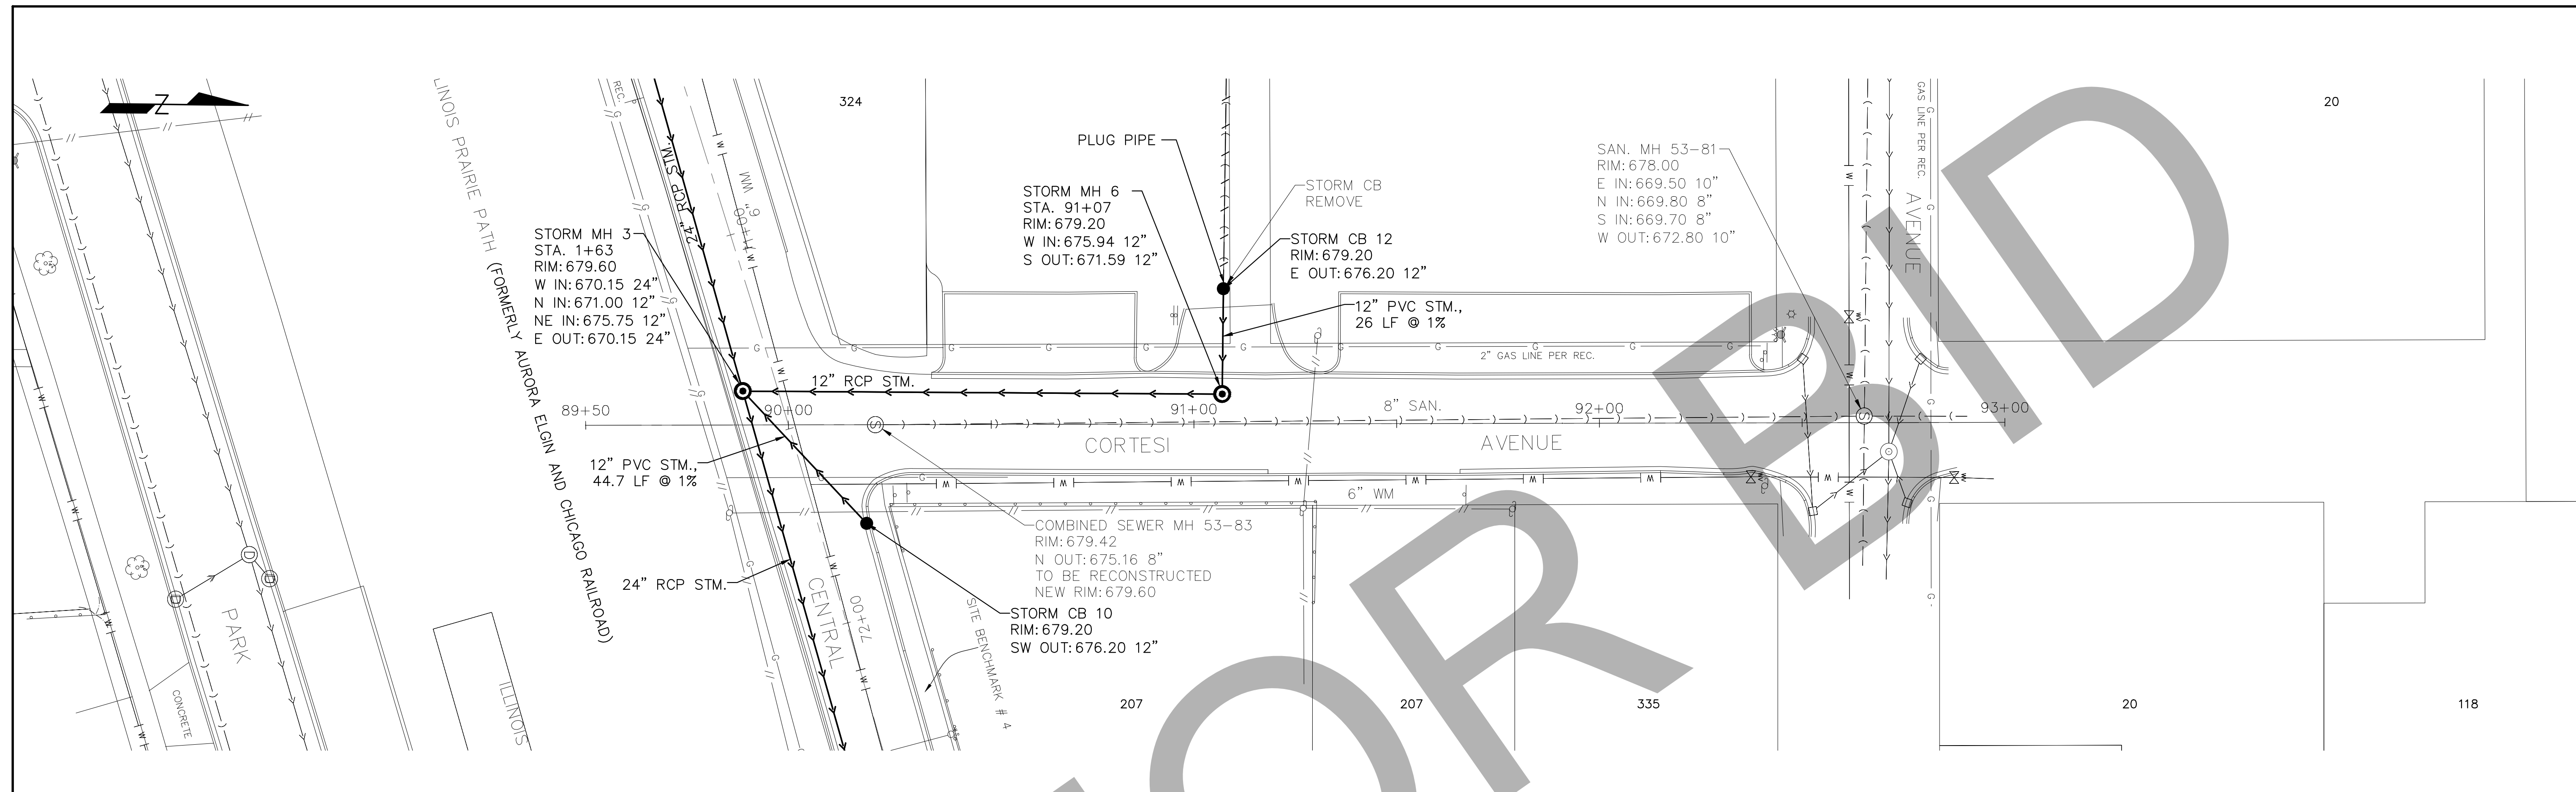 N
REC.
324
20
LINOIS PRAIRIE PATH (FORMERLY AURORA ELGIN AND CHICAGO RAILROAD)
24" RCP STM.
6" WM
71+00
PLUG PIPE
STORM CB
REMOVE
STORM MH 6
STA. 91+07
RIM:679.20
W IN:675.94 12"
S OUT:671.59 12"
STORM CB 12
RIM:679.20
E OUT:676.20 12"
SAN. MH 53-81
RIM:678.00
E IN:669.50 10"
N IN:669.80 8"
S IN:669.70 8"
W OUT:672.80 10"
GAS LINE PER REC.
AVENUE
STORM MH 3
STA. 1+63
RIM:679.60
W IN:670.15 24"
N IN:671.00 12"
NE IN:675.75 12"
E OUT:670.15 24"
12" PVC STM.,
26 LF @ 1%
2" GAS LINE PER REC.
12" RCP STM.
89+50
90+00
91+00
8" SAN.
92+00
93+00
CORTESI
AVENUE
12" PVC STM.,
44.7 LF @ 1%
6" WM
COMBINED SEWER MH 53-83
RIM:679.42
N OUT:675.16 8"
TO BE RECONSTRUCTED
NEW RIM:679.60
24" RCP STM.
CENTRAL
72+00
STORM CB 10
RIM:679.20
SW OUT:676.20 12"
SITE BENCHMARK # 4
PARK
CONCRETE
ILLINOIS
207
207
335
20
118
OR BID